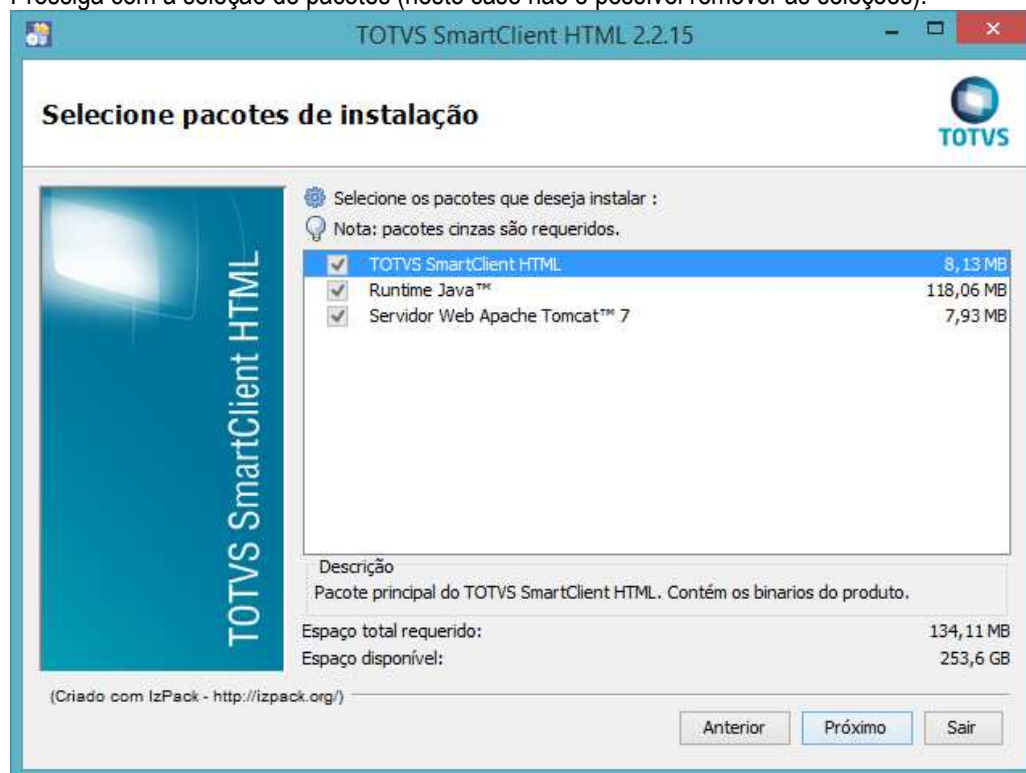 Prossiga com a seleção de pacotes (neste caso não é possível remover as seleções):
TOTVS SmartClient HTML 2.2.15
Selecione pacotes de instalação
TOTVS
TOTVS SmartClient HTML
Selecione os pacotes que deseja instalar :
Nota: pacotes cinzas são requeridos.
TOTVS SmartClient HTML 8,13 MB
Runtime Java™ 118,06 MB
Servidor Web Apache Tomcat™ 7 7,93 MB
Descrição
Pacote principal do TOTVS SmartClient HTML. Contém os binarios do produto.
Espaço total requerido: 134,11 MB
Espaço disponível: 253,6 GB
(Criado com IzPack - http://izpack.org/)
Anterior Próximo Sair